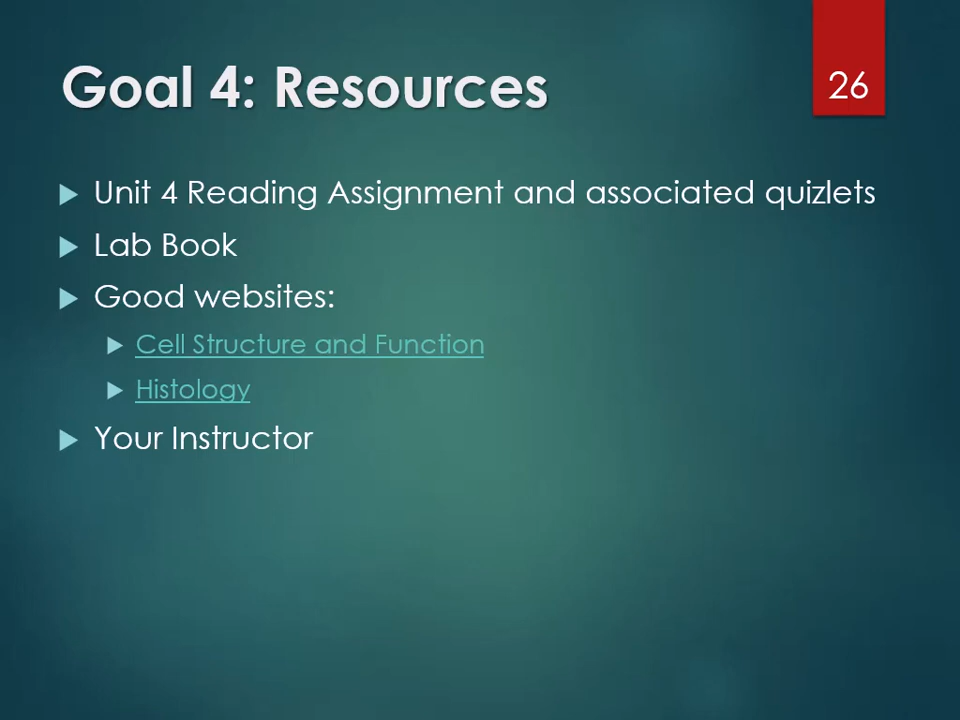 Goal 4: Resources
26
Unit 4 Reading Assignment and associated quizlets
Lab Book
Good websites:
Cell Structure and Function
Histology
Your Instructor